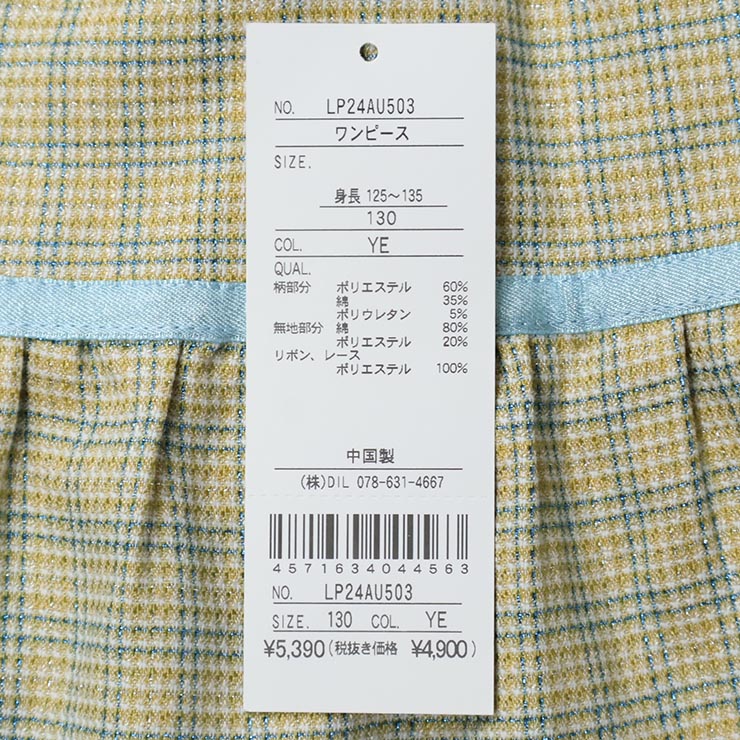 NO. LP24AU503
ワンピース
SIZE.
身長 125～135
130
COL. YE
QUAL.
柄部分 ポリエステル 60%
綿 35%
ポリウレタン 5%
無地部分 綿 80%
ポリエステル 20%
リボン、レース
ポリエステル 100%
中国製
(株)DIL 078-631-4667
4571634044563
NO. LP24AU503
SIZE. 130 COL. YE
¥5,390(税抜き価格 ¥4,900)